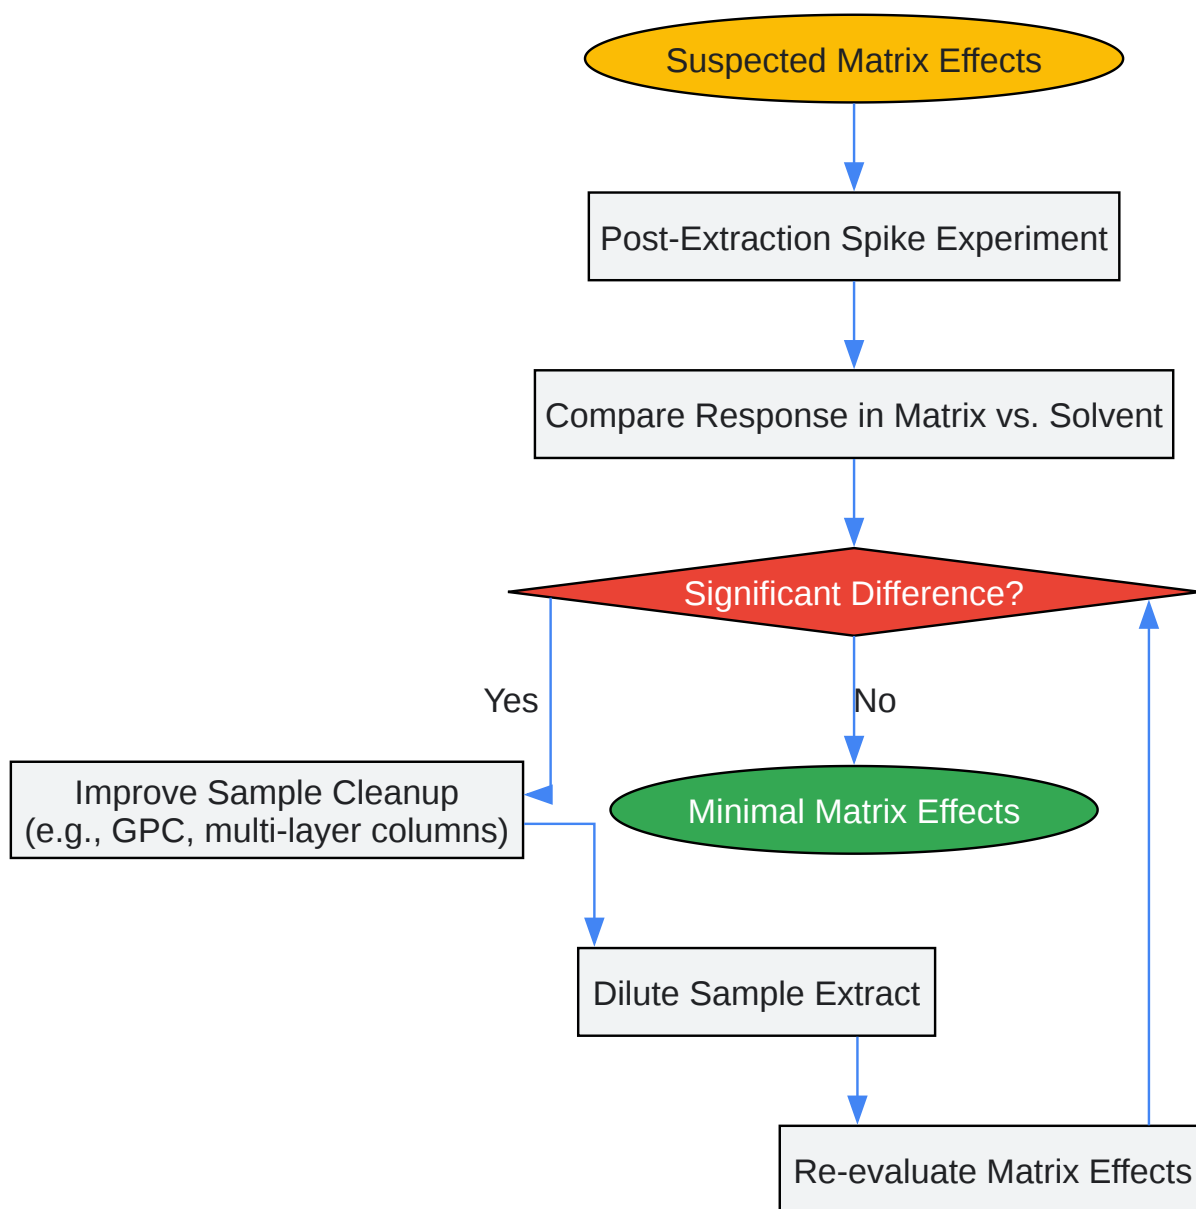 Suspected Matrix Effects
Post-Extraction Spike Experiment
Compare Response in Matrix vs. Solvent
Significant Difference?
Yes
No
Improve Sample Cleanup
(e.g., GPC, multi-layer columns)
Minimal Matrix Effects
Dilute Sample Extract
Re-evaluate Matrix Effects